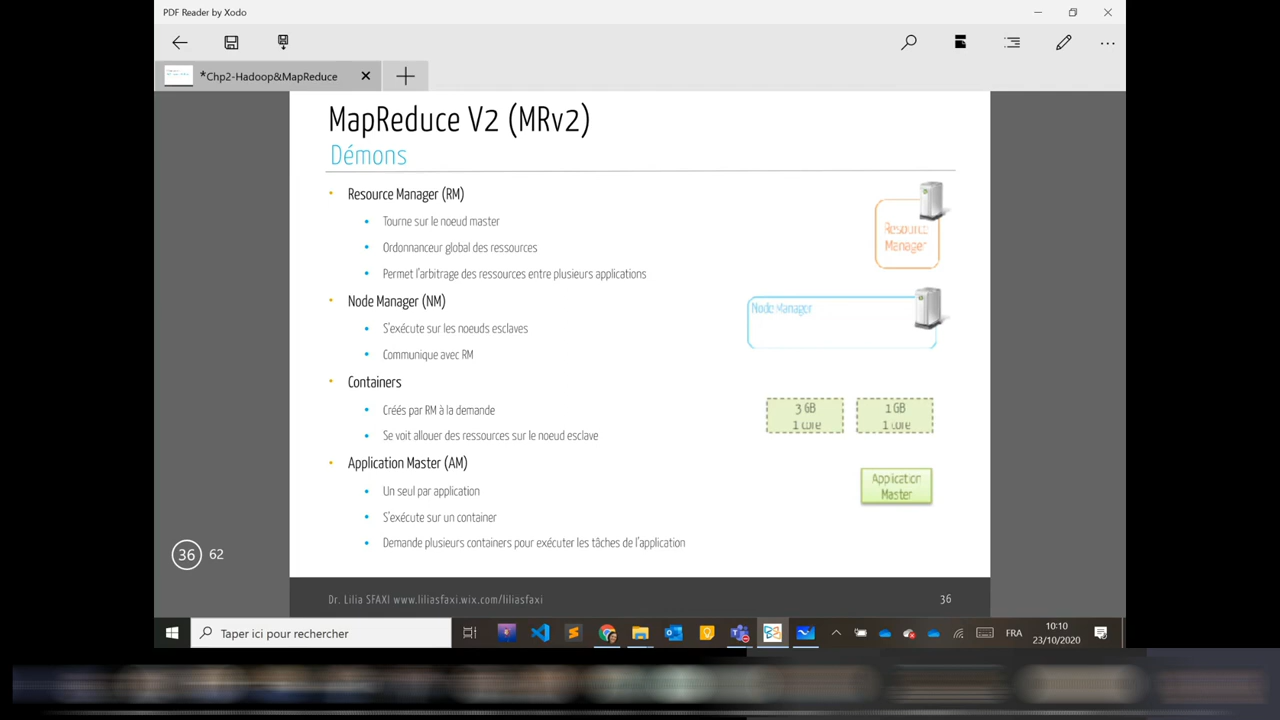 PDF Reader by Xodo
*Chp2-Hadoop&MapReduce
MapReduce V2 (MRv2)
Démons
• Resource Manager (RM)
• Tourne sur le noeud master
• Ordonnanceur global des ressources
• Permet l'arbitrage des ressources entre plusieurs applications
Resource
Manager
• Node Manager (NM)
• S'exécute sur les noeuds esclaves
• Communique avec RM
Node Manager
• Containers
• Créés par RM à la demande
• Se voit allouer des ressources sur le noeud esclave
3 GB
1 core
1 GB
1 core
• Application Master (AM)
• Un seul par application
• S'exécute sur un container
• Demande plusieurs containers pour exécuter les tâches de l'application
Application
Master
36 62
Dr. Lilia SFAXI www.liliasfaxi.wix.com/liliasfaxi
36
Taper ici pour rechercher
FRA
10:10
23/10/2020